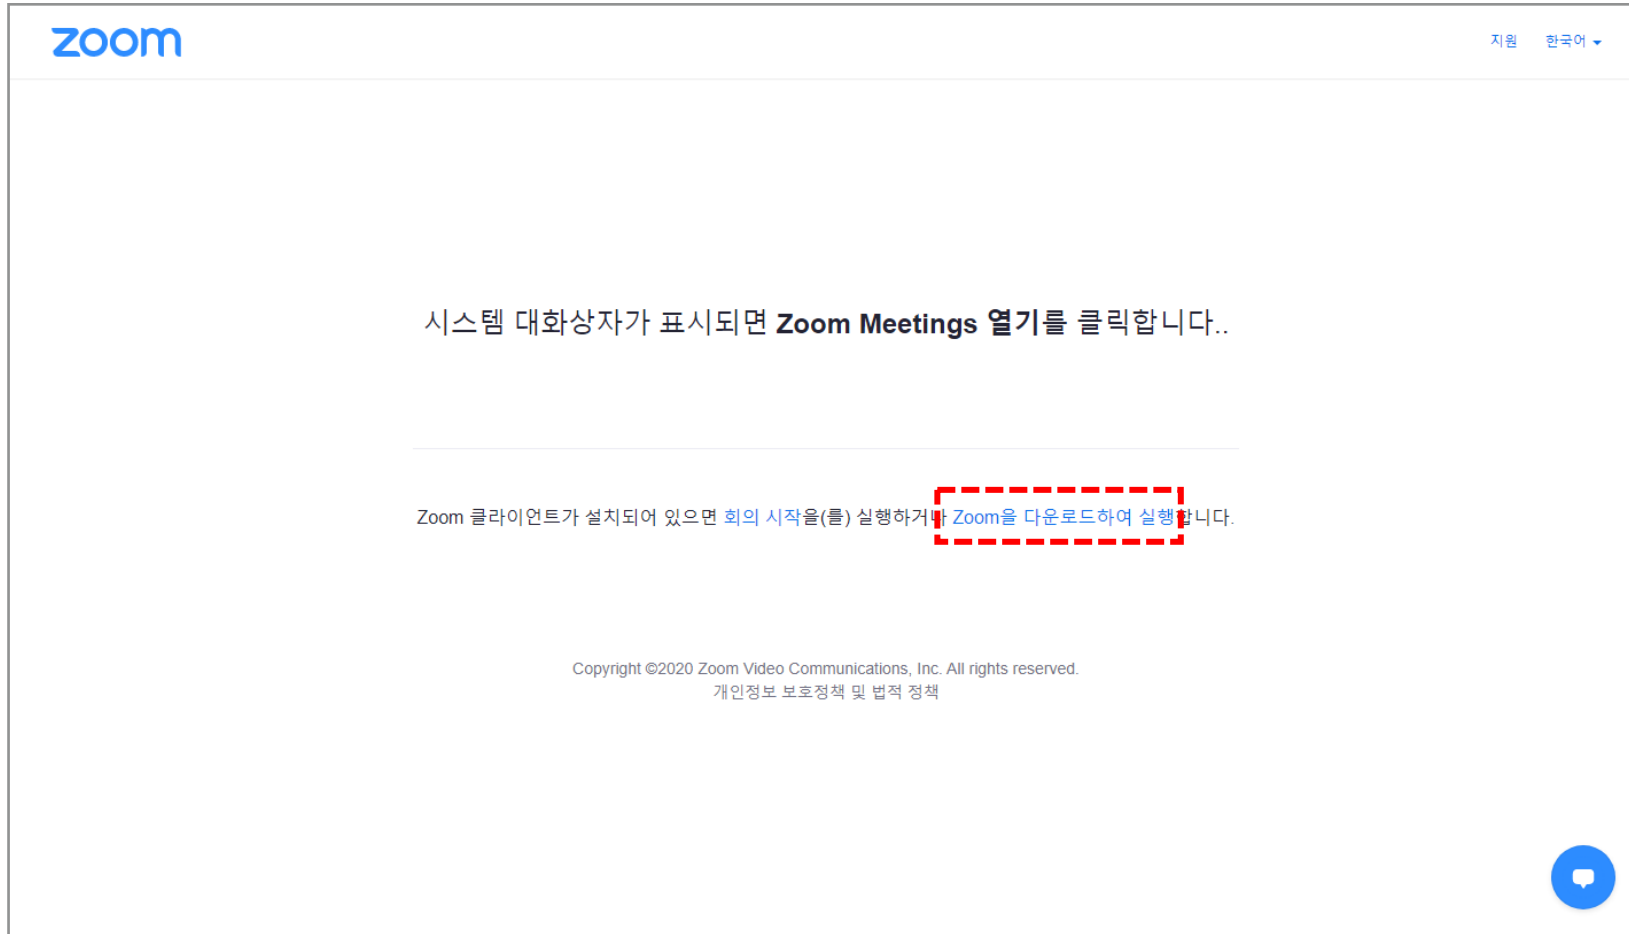 zoom
지원 한국어
시스템 대화상자가 표시되면 Zoom Meetings 열기를 클릭합니다..
Zoom 클라이언트가 설치되어 있으면 회의 시작을(를) 실행하거나 Zoom을 다운로드하여 실행합니다.
Copyright ©2020 Zoom Video Communications, Inc. All rights reserved.
개인정보 보호정책 및 법적 정책